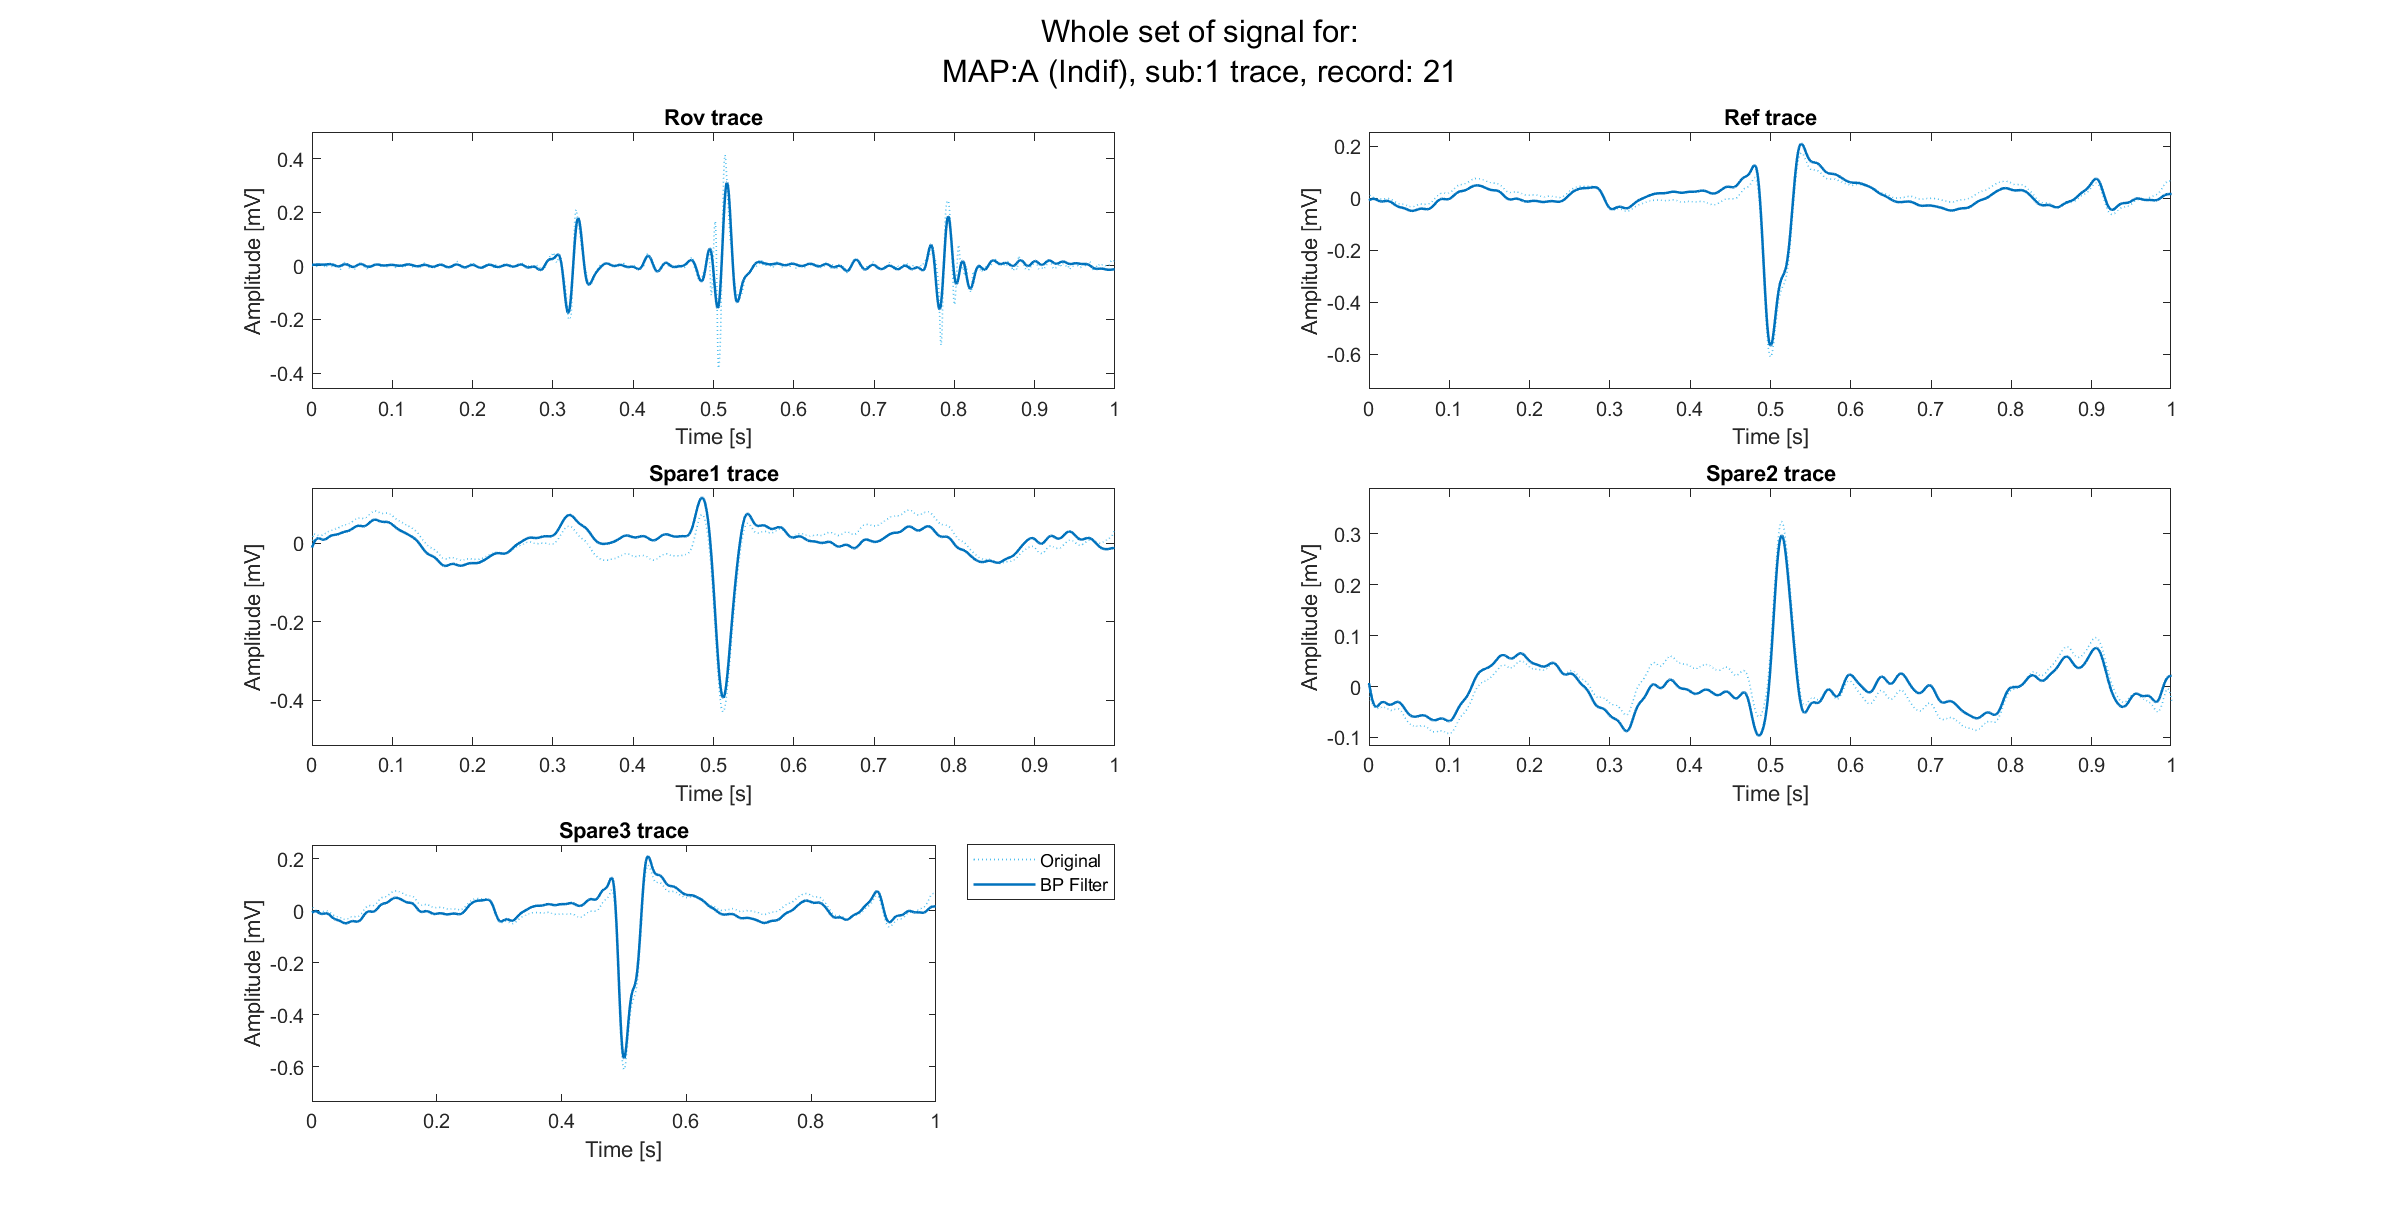 Whole set of signal for:
MAP:A (Indif), sub:1 trace, record: 21
Rov trace
Amplitude [mV]
0.4
0.2
0
-0.2
-0.4
0 0.1 0.2 0.3 0.4 0.5 0.6 0.7 0.8 0.9 1
Time [s]
Ref trace
Amplitude [mV]
0.2
0
-0.2
-0.4
-0.6
0 0.1 0.2 0.3 0.4 0.5 0.6 0.7 0.8 0.9 1
Time [s]
Spare1 trace
Amplitude [mV]
0
-0.2
-0.4
0 0.1 0.2 0.3 0.4 0.5 0.6 0.7 0.8 0.9 1
Time [s]
Spare2 trace
Amplitude [mV]
0.3
0.2
0.1
0
-0.1
0 0.1 0.2 0.3 0.4 0.5 0.6 0.7 0.8 0.9 1
Time [s]
Spare3 trace
Amplitude [mV]
0.2
0
-0.2
-0.4
-0.6
0 0.2 0.4 0.6 0.8 1
Time [s]
Original
BP Filter